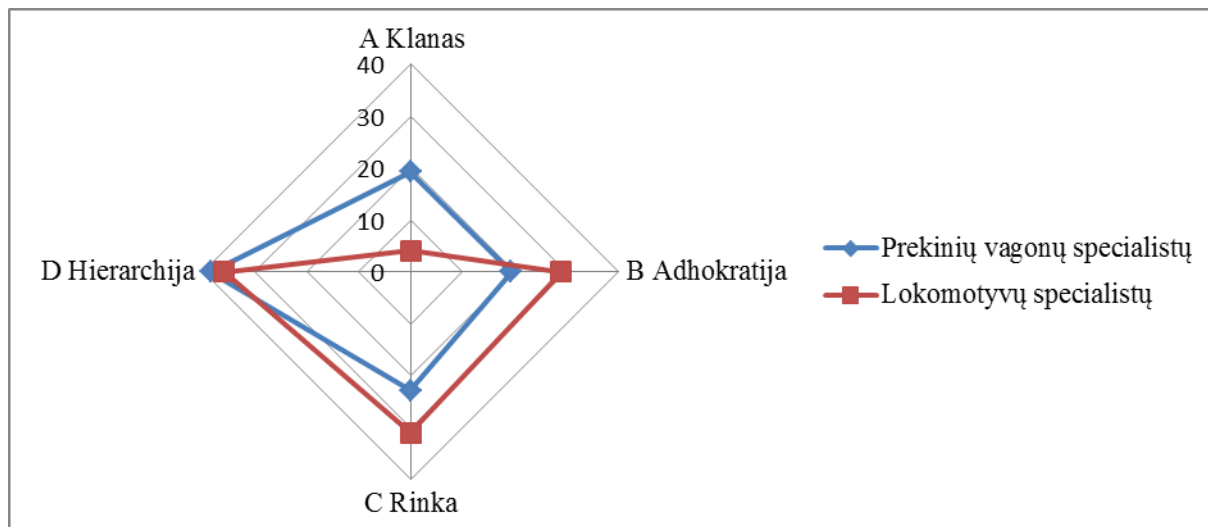 A Klanas
40
30
20
10
0
D Hierarchija
B Adhokratija
C Rinka
Prekinių vagonų specialistų
Lokomotyvų specialistų